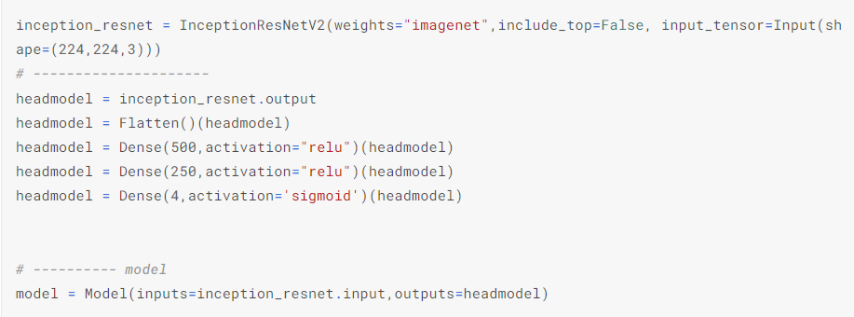 inception_resnet = InceptionResNetV2(weights="imagenet",include_top=False, input_tensor=Input(sh
ape=(224,224,3)))
# ---------------------
headmodel = inception_resnet.output
headmodel = Flatten()(headmodel)
headmodel = Dense(500,activation="relu")(headmodel)
headmodel = Dense(250,activation="relu")(headmodel)
headmodel = Dense(4,activation='sigmoid')(headmodel)
# ---------- model
model = Model(inputs=inception_resnet.input,outputs=headmodel)